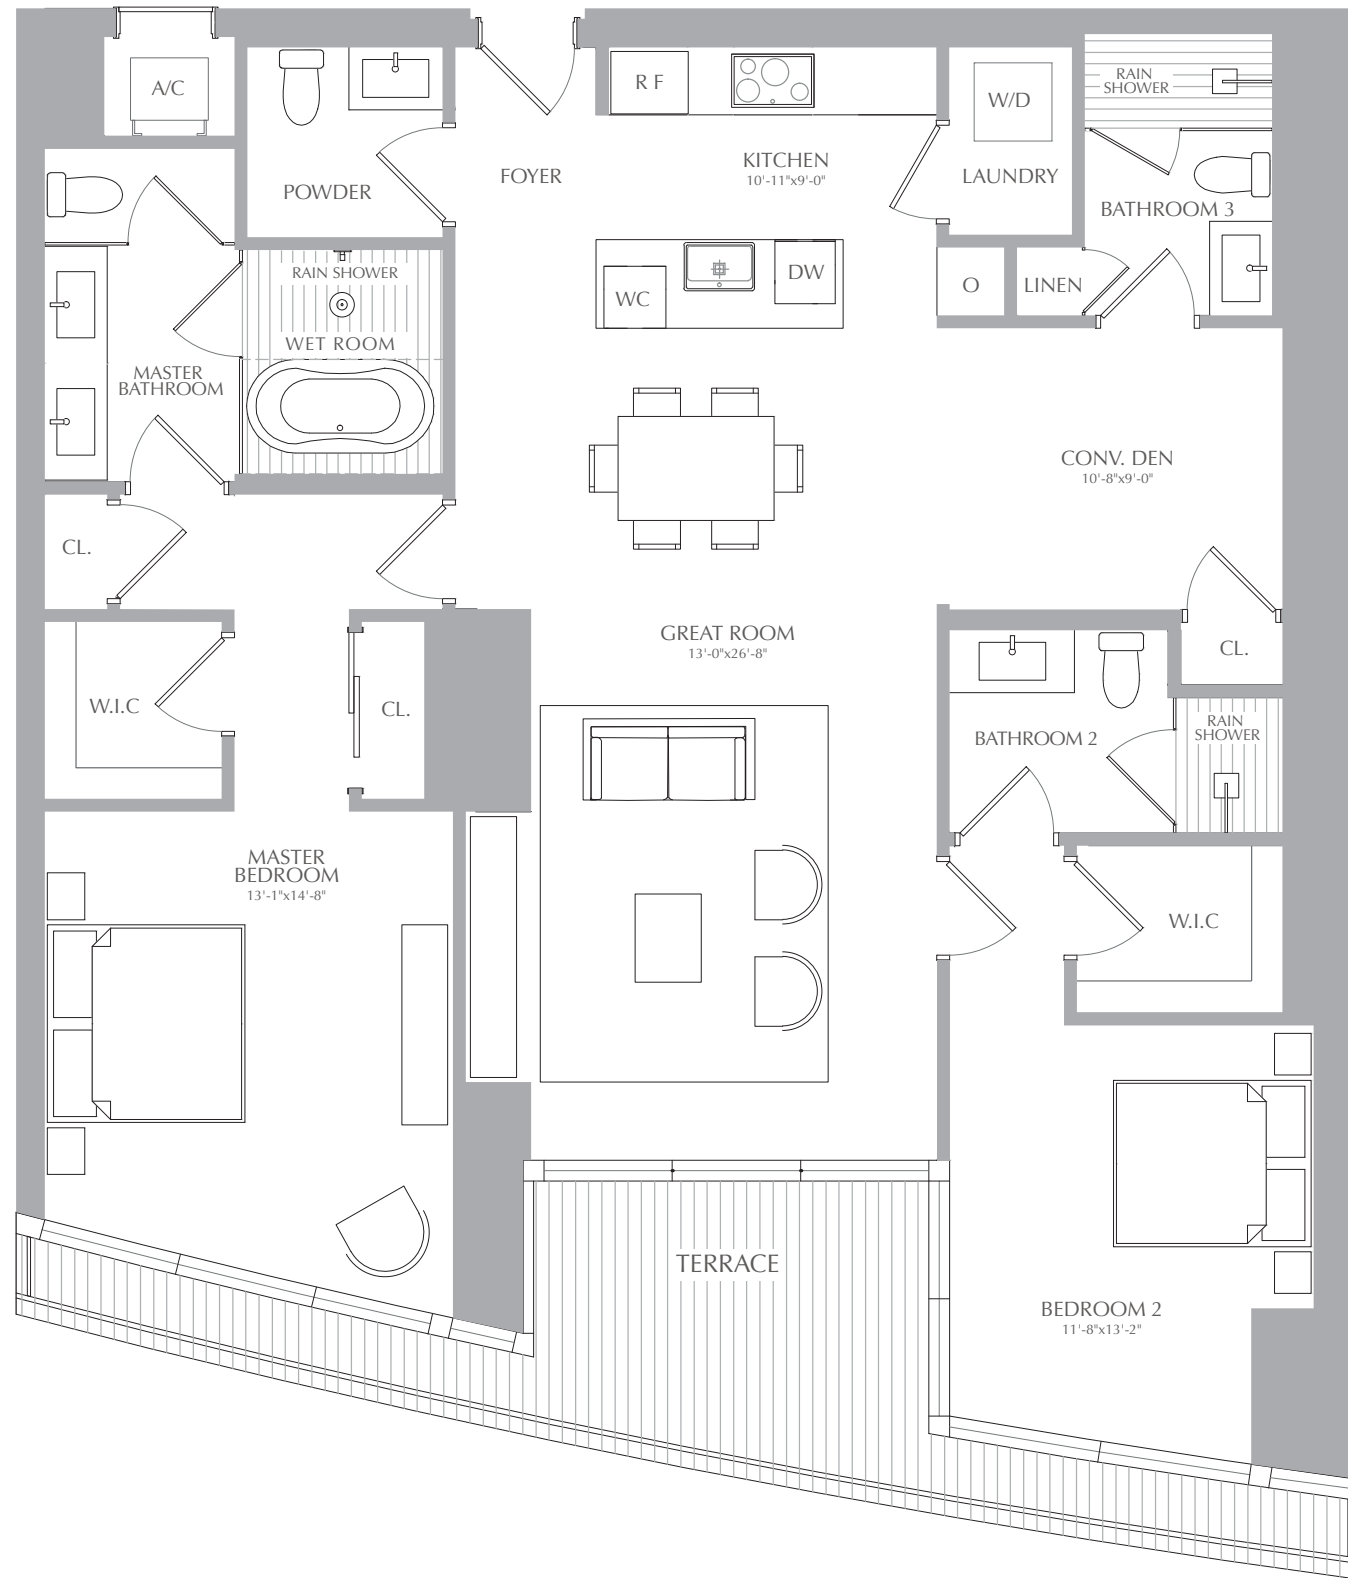 A/C
POWDER
FOYER
R F
KITCHEN
10'-11"x9'-0"
W/D
LAUNDRY
RAIN
SHOWER
BATHROOM 3
RAIN SHOWER
WET ROOM
MASTER
BATHROOM
WC
DW
O
LINEN
CONV. DEN
10'-8"x9'-0"
CL.
W.I.C
CL.
GREAT ROOM
13'-0"x26'-8"
CL.
BATHROOM 2
RAIN
SHOWER
MASTER
BEDROOM
13'-1"x14'-8"
W.I.C
TERRACE
BEDROOM 2
11'-8"x13'-2"